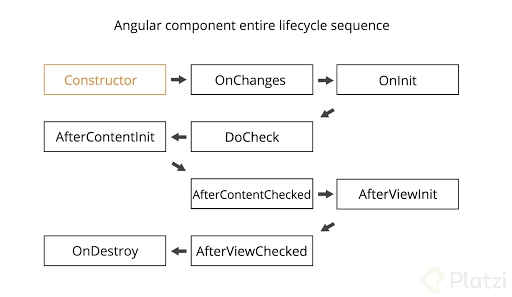 Angular component entire lifecycle sequence
Constructor
OnChanges
OnInit
DoCheck
AfterContentInit
AfterContentChecked
AfterViewInit
AfterViewChecked
OnDestroy
Platzi